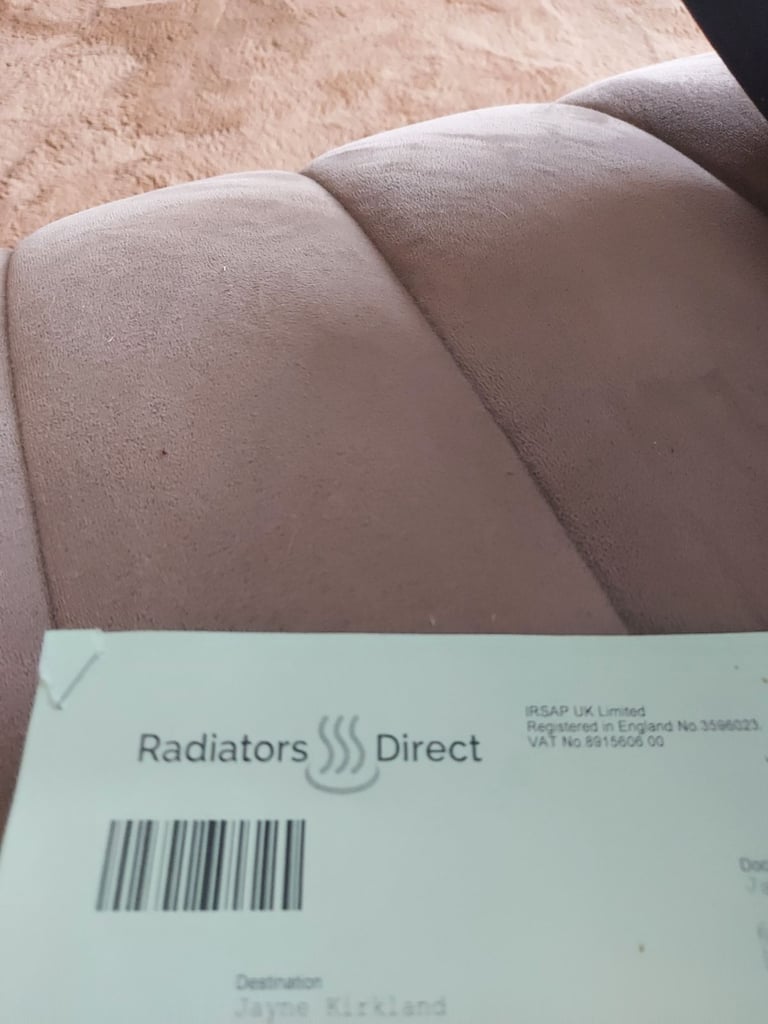 Radiators Direct
IRSAP UK Limited
Registered in England No.3596023.
VAT No.8915606 00
Destination
Jayne Kirkland